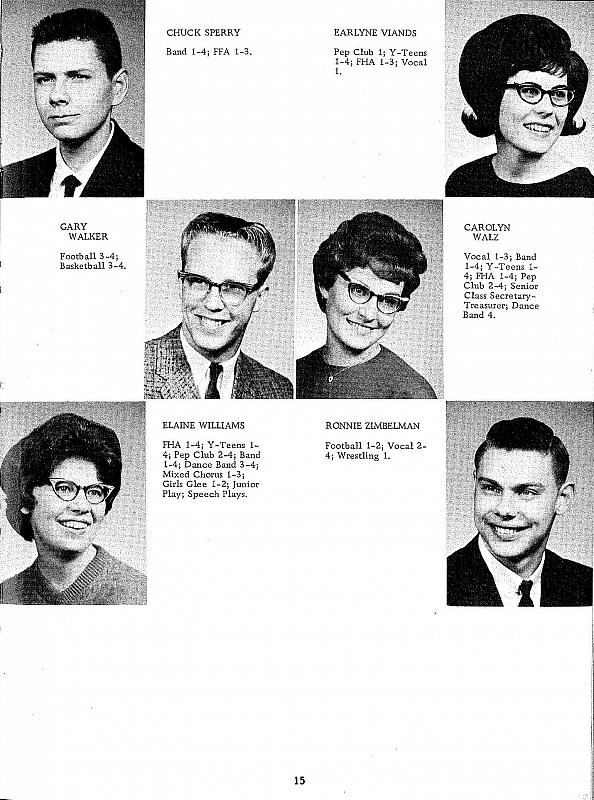 CHUCK SPERRY
Band 1-4; FFA 1-3.
EARLYNE VIANDS
Pep Club 1; Y-Teens
1-4; FHA 1-3; Vocal
1.
GARY
WALKER
Football 3-4;
Basketball 3-4.
CAROLYN
WALZ
Vocal 1-3; Band
1-4; Y-Teens 1-
4; FHA 1-4; Pep
Club 2-4; Senior
Class Secretary-
Treasurer; Dance
Band 4.
ELAINE WILLIAMS
FHA 1-4; Y-Teens 1-
4; Pep Club 2-4; Band
1-4; Dance Band 3-4;
Mixed Chorus 1-3;
Girls Glee 1-2; Junior
Play; Speech Plays.
RONNIE ZIMBELMAN
Football 1-2; Vocal 2-
4; Wrestling 1.
15